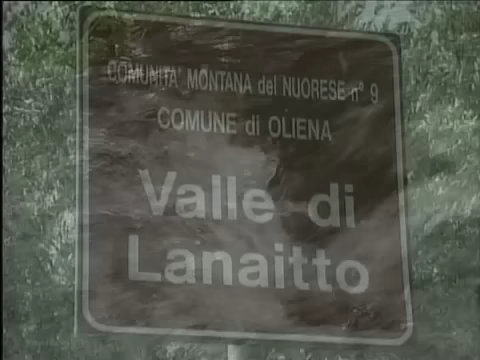 COMUNITA' MONTANA del NUORESE n° 9
COMUNE di OLIENA
Valle di
Lanaitto